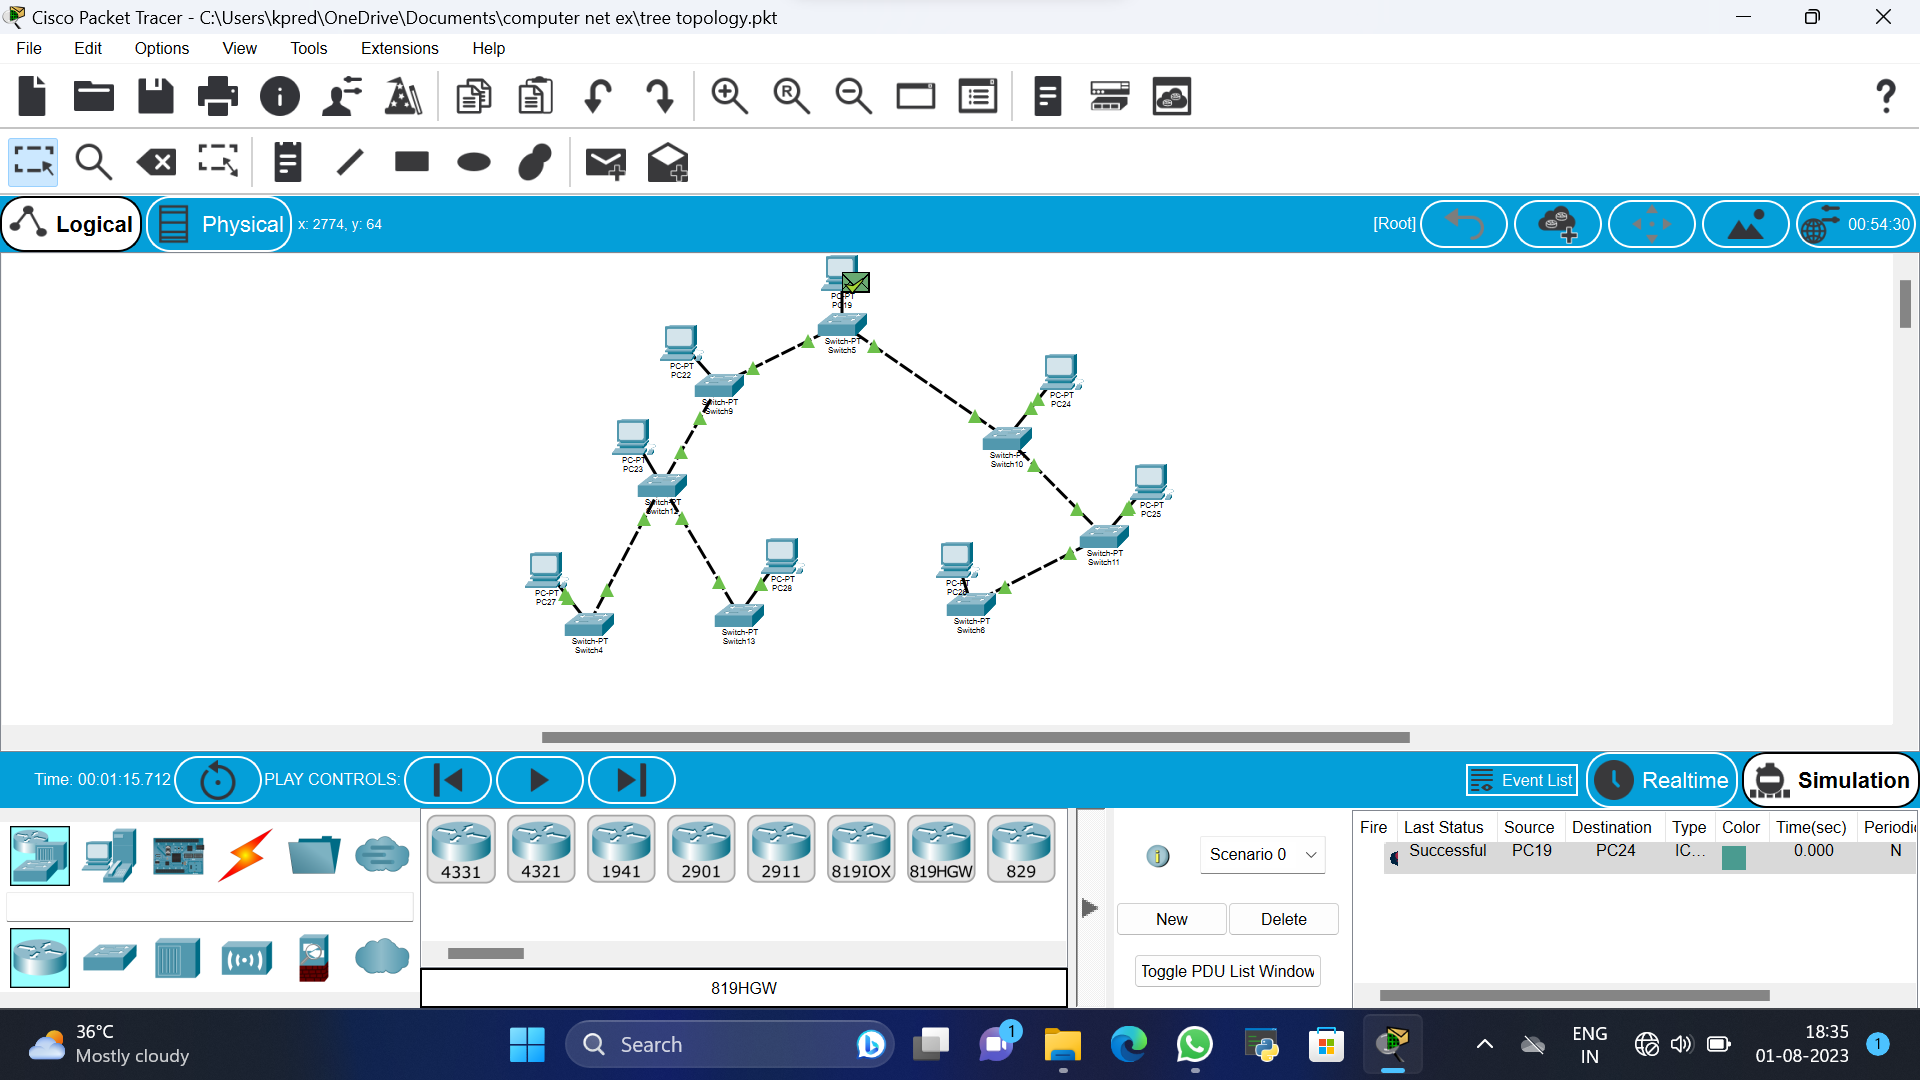 Cisco Packet Tracer - C:\Users\kpred\OneDrive\Documents\computer net ex\tree topology.pkt
File Edit Options View Tools Extensions Help
Logical Physical x: 2774, y: 64 [Root] 00:54:30
PC-PT
PC19
Switch-PT
Switch5
PC-PT
PC22
Switch-PT
Switch9
PC-PT
PC24
PC-PT
PC23
Switch-PT
Switch10
Switch-PT
Switch12
PC-PT
PC25
Switch-PT
Switch11
PC-PT
PC27
PC-PT
PC28
PC-PT
Switch-PT
Switch4
Switch-PT
Switch13
Switch-PT
Switch6
Time: 00:01:15.712 PLAY CONTROLS: Event List Realtime Simulation
4331 4321 1941 2901 2911 819IOX 819HGW 829
819HGW
Scenario 0
New Delete
Toggle PDU List Window
Fire Last Status Source Destination Type Color Time(sec) Periodi
Successful PC19 PC24 IC... 0.000 N
36°C
Mostly cloudy
Search
1
ENG
IN
18:35
01-08-2023
1